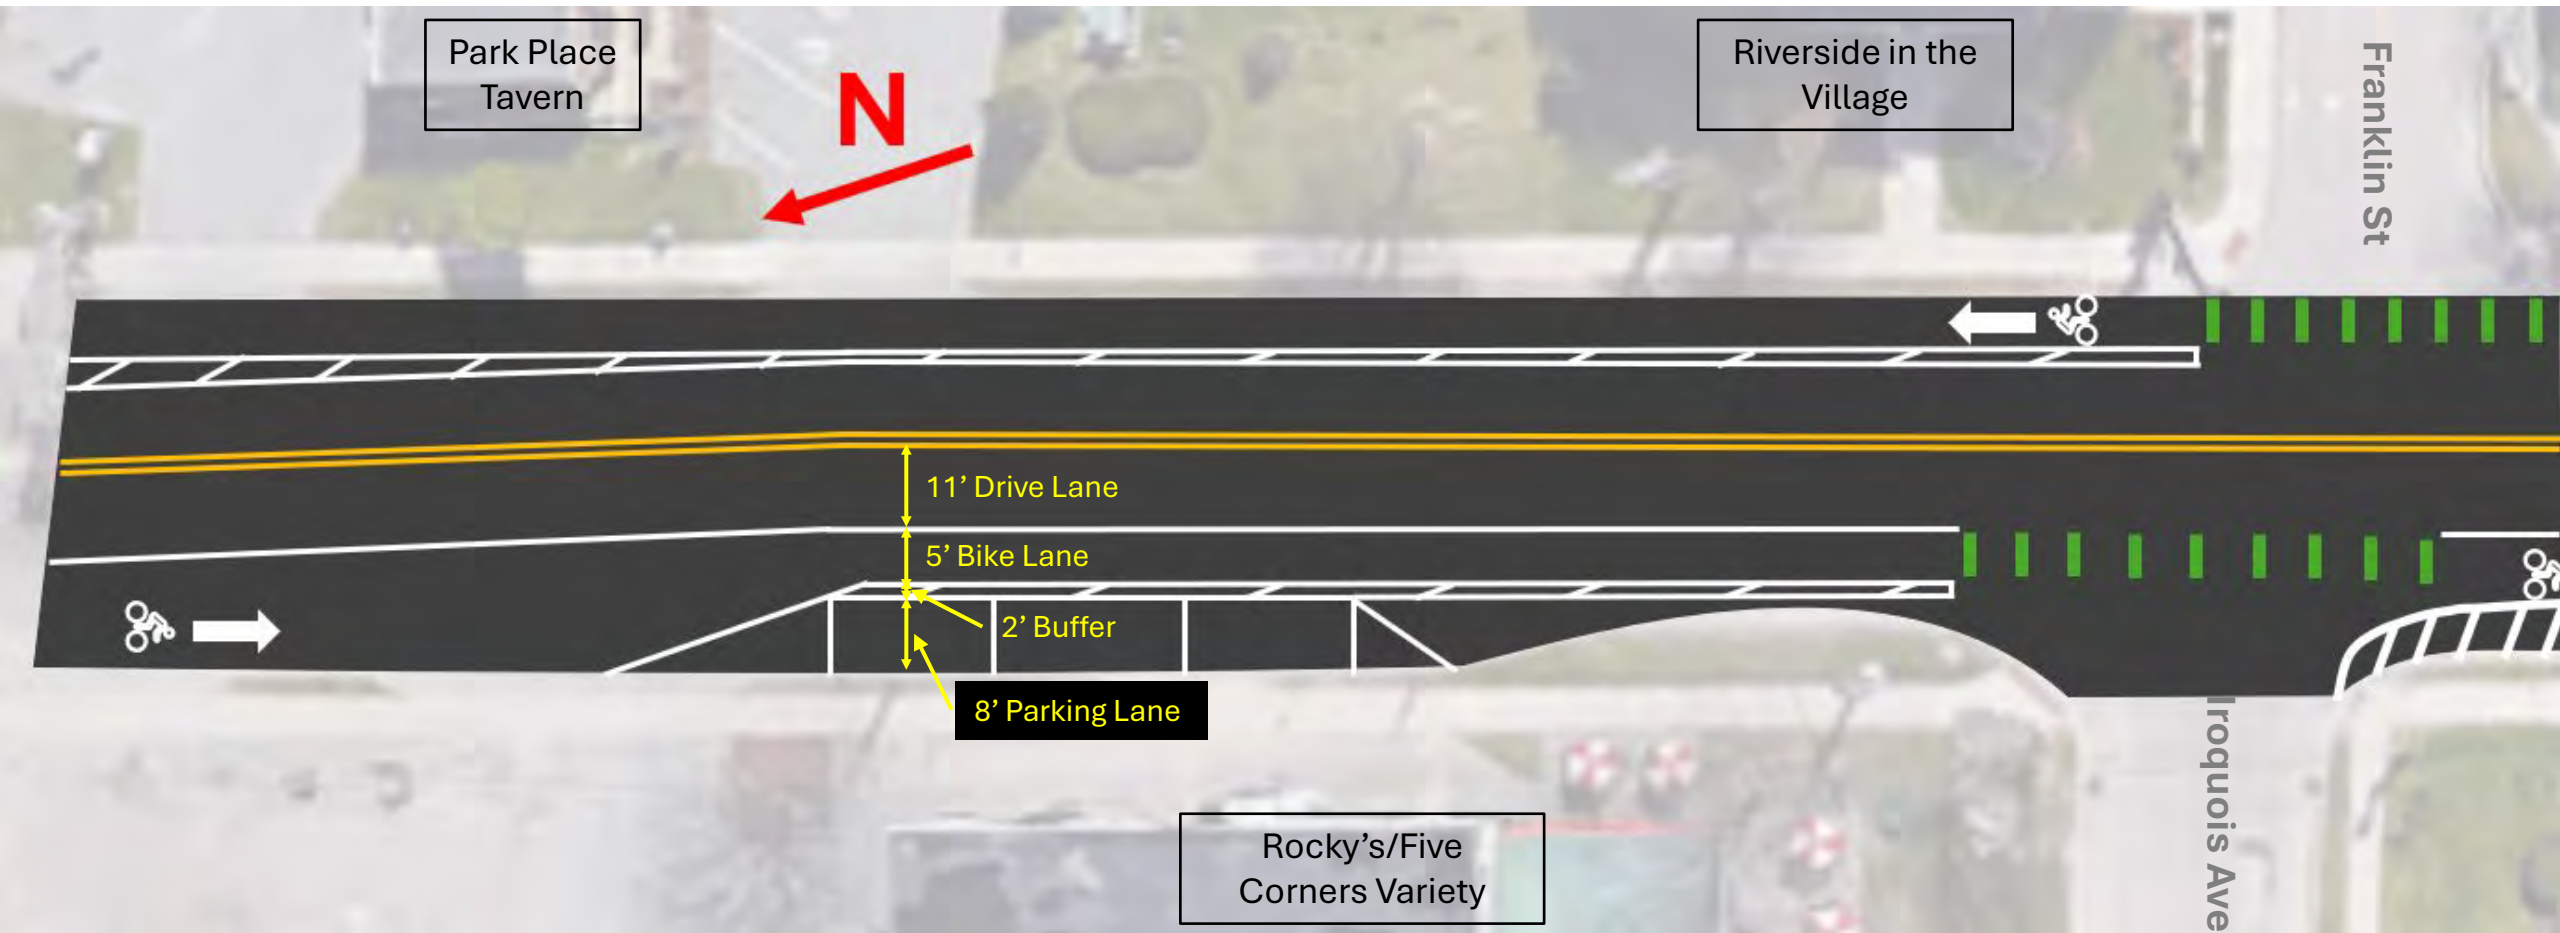 Park Place
Tavern
N
Riverside in the
Village
Franklin St
11’ Drive Lane
5’ Bike Lane
2’ Buffer
8’ Parking Lane
Rocky’s/Five
Corners Variety
Iroquois Ave